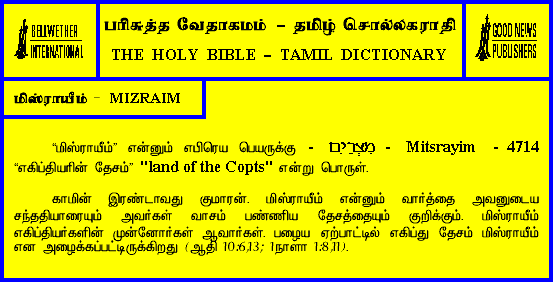 BELLWETHER
INTERNATIONAL
பரிசுத்த வேதாகமம் – தமிழ் சொல்லகராதி
THE HOLY BIBLE – TAMIL DICTIONARY
GOOD NEWS
PUBLISHERS
மிஸ்ராயீம் - MIZRAIM
“மிஸ்ராயீம்” என்னும் எபிரெய பெயருக்கு - מִצְרַיִם - Mitsrayim - 4714
“எகிப்தியரின் தேசம்” "land of the Copts" என்று பொருள்.
காமின் இரண்டாவது குமாரன். மிஸ்ராயீம் என்னும் வார்த்தை அவனுடைய
சந்ததியாரையும் அவர்கள் வாசம் பண்ணிய தேசத்தையும் குறிக்கும். மிஸ்ராயீம்
எகிப்தியர்களின் முன்னோர்கள் ஆவார்கள். பழைய ஏற்பாட்டில் எகிப்து தேசம் மிஸ்ராயீம்
என அழைக்கப்பட்டிருக்கிறது (ஆதி 10:6,13; 1நாளா 1:8,11).